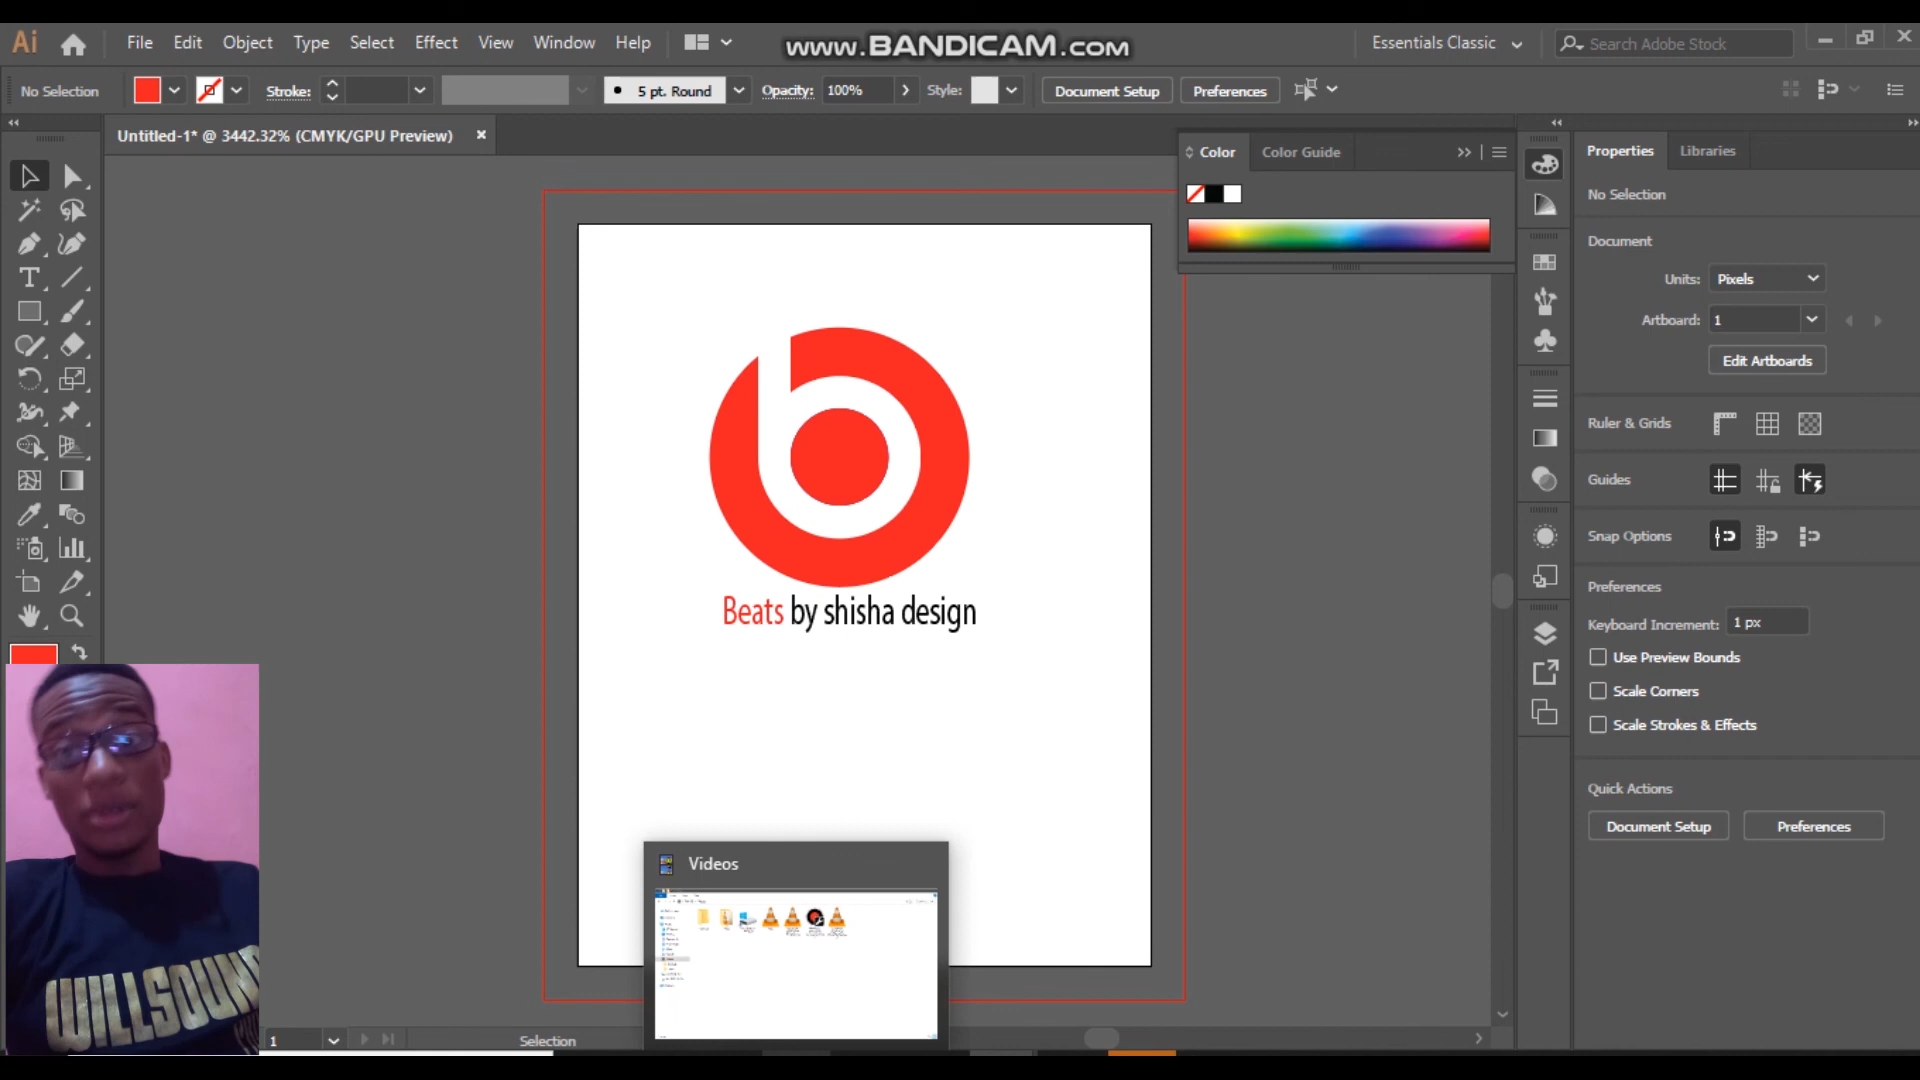 Ai
File Edit Object Type Select Effect View Window Help
www.BANDICAM.com
Essentials Classic
Search Adobe Stock
No Selection
Stroke:
5 pt. Round
Opacity: 100%
Style:
Document Setup
Preferences
Untitled-1* @ 3442.32% (CMYK/GPU Preview) ×
Color
Color Guide
Properties
Libraries
No Selection
Document
Units: Pixels
Artboard: 1
Edit Artboards
Ruler & Grids
Guides
Snap Options
Preferences
Keyboard Increment: 1 px
Use Preview Bounds
Scale Corners
Scale Strokes & Effects
Quick Actions
Document Setup
Preferences
b
Beats by shisha design
Videos
WILLSOUND
1
Selection